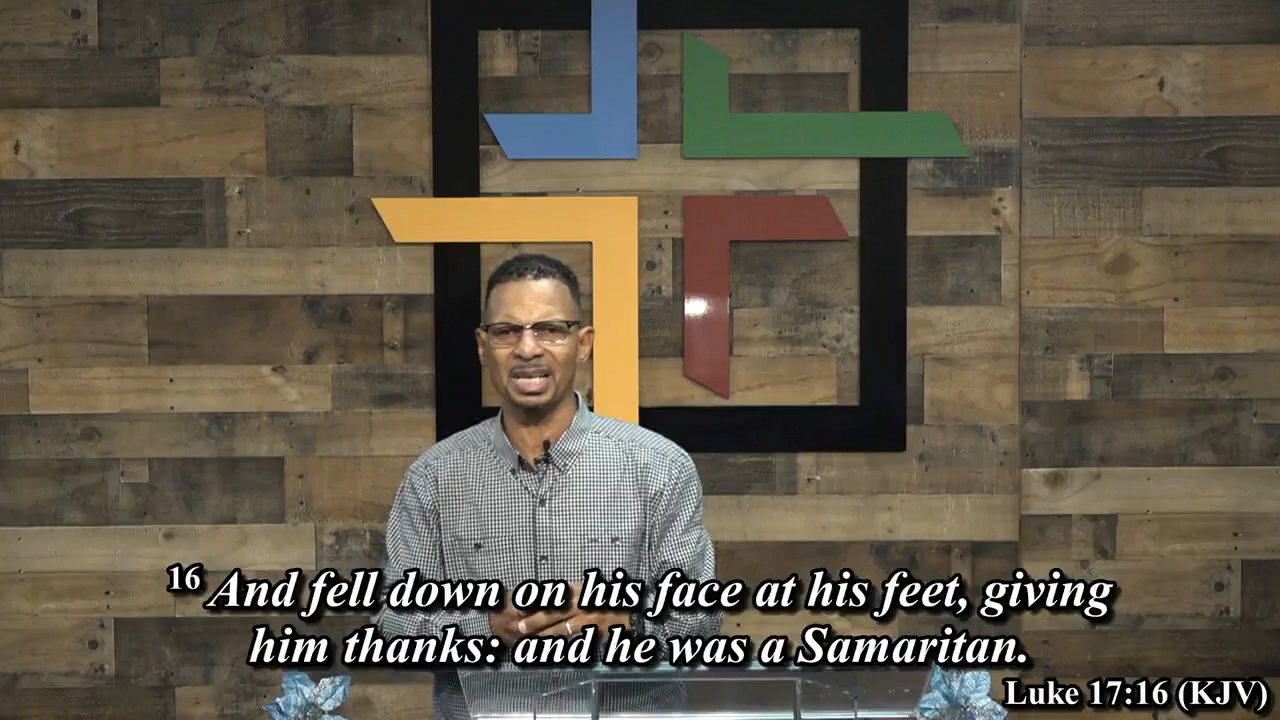 16 And fell down on his face at his feet, giving
him thanks: and he was a Samaritan.
Luke 17:16 (KJV)